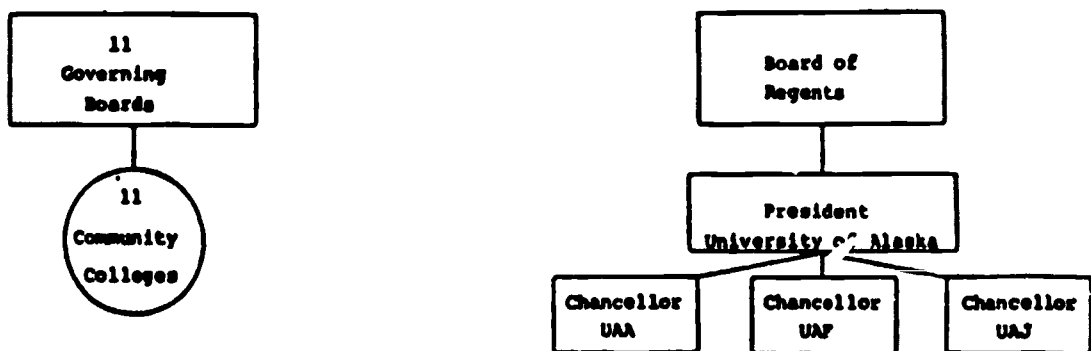 11
Governing
Boards
11
Community
Colleges
Board of
Regents
President
University of Alaska
Chancellor
UAA
Chancellor
UAF
Chancellor
UAJ